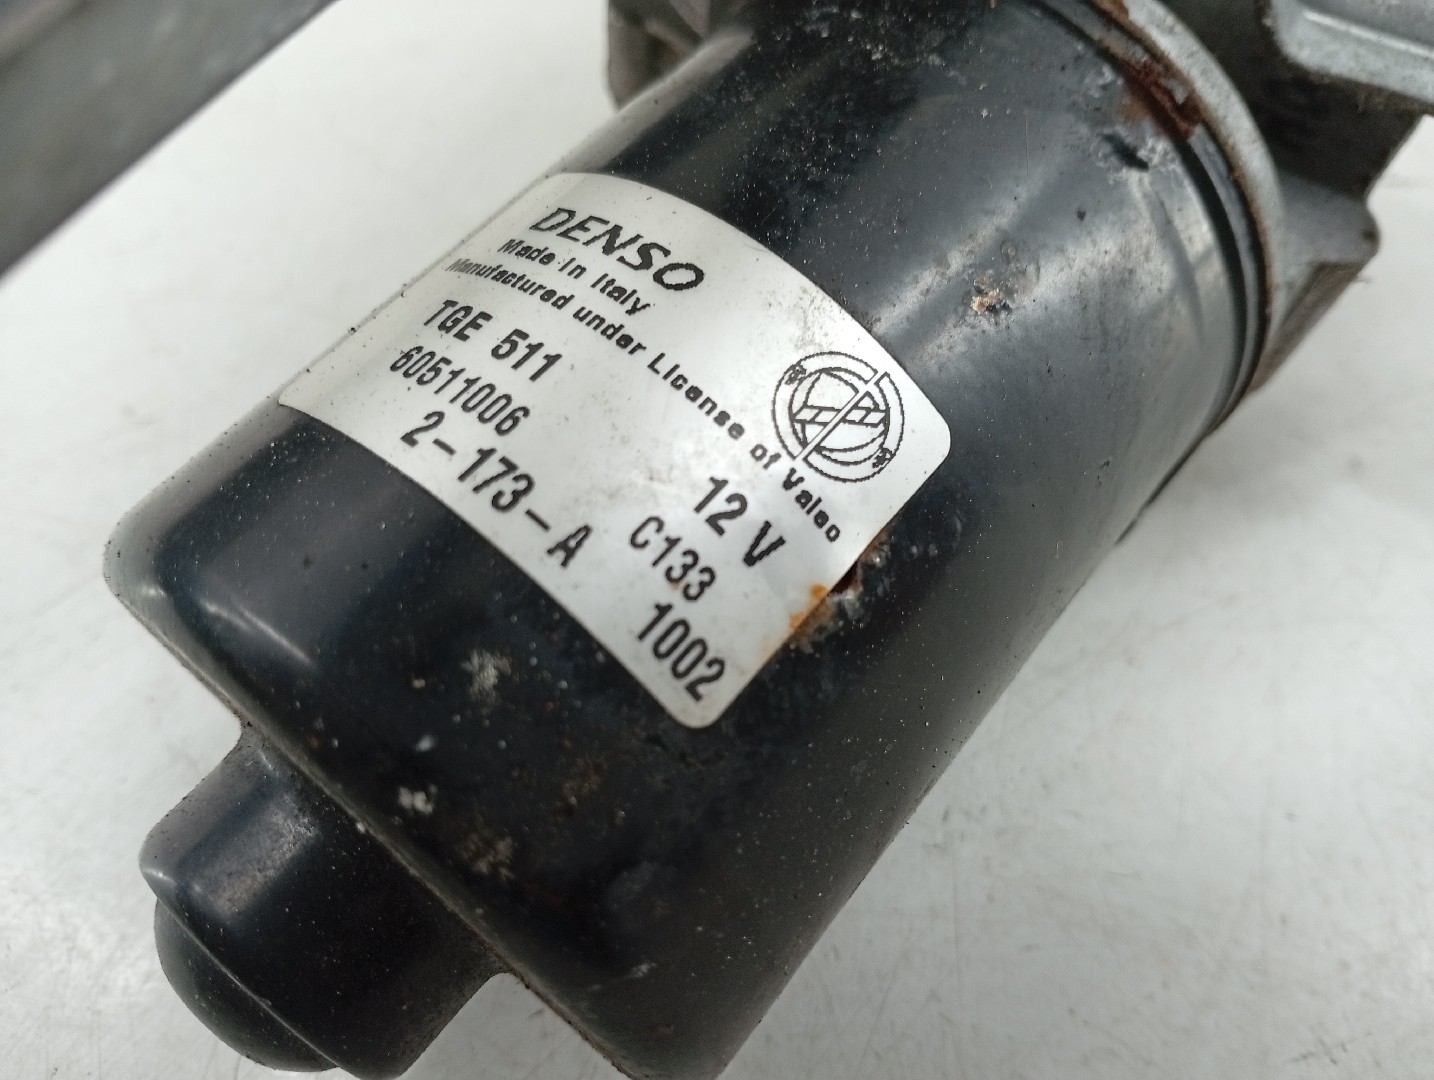 DENSO
Made in Italy
Manufactured under License of Valeo
TGE 511 12 V
60511006 C133
2-173-A 1002